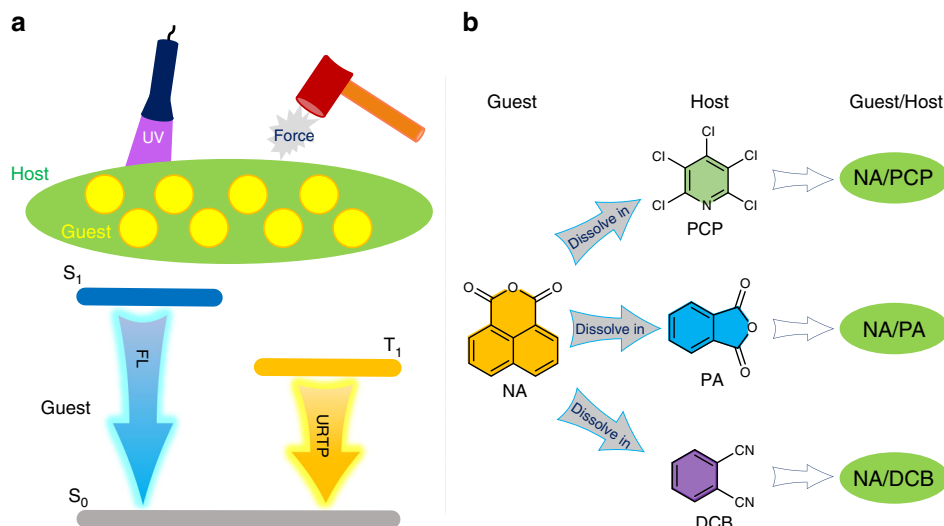 a
UV
Force
Host
Guest
S1
T1
FL
URTP
Guest
S0
b
Guest
Host
Guest/Host
Cl
Cl
Cl
Cl
Cl
N
PCP
NA/PCP
Dissolve in
O
O
O
NA
Dissolve in
O
O
O
PA
NA/PA
Dissolve in
CN
CN
DCB
NA/DCB